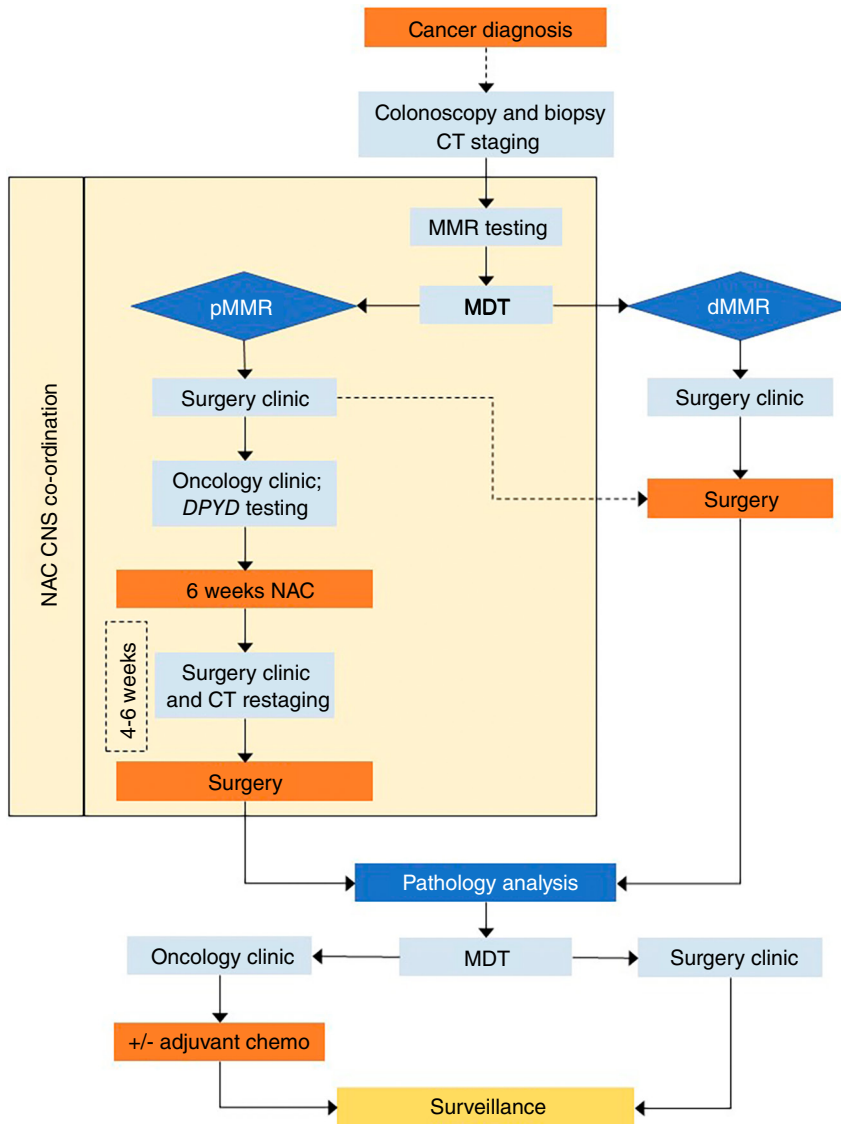 Cancer diagnosis
Colonoscopy and biopsy
CT staging
MMR testing
pMMR
MDT
dMMR
Surgery clinic
Surgery clinic
NAC CNS co-ordination
Oncology clinic;
DPYD testing
Surgery
6 weeks NAC
4-6 weeks
Surgery clinic
and CT restaging
Surgery
Pathology analysis
Oncology clinic
MDT
Surgery clinic
+/- adjuvant chemo
Surveillance